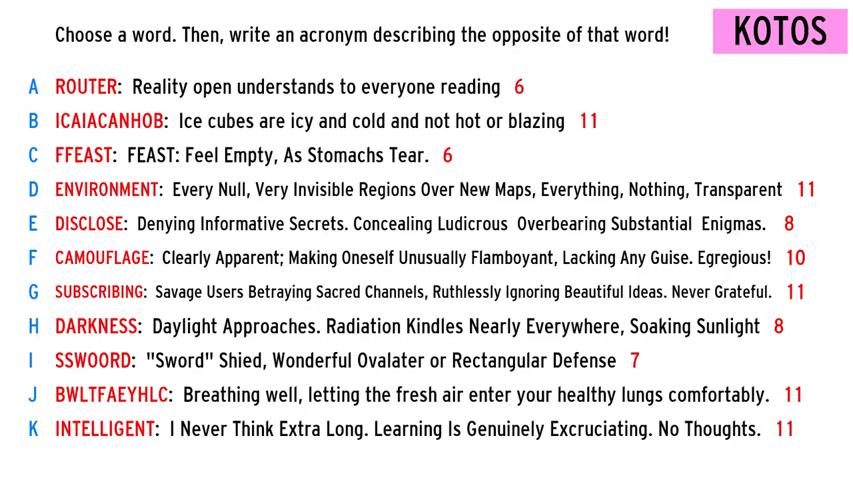 Choose a word. Then, write an acronym describing the opposite of that word!
KOTOS
A ROUTER: Reality open understands to everyone reading 6
B ICAIACANHOB: Ice cubes are icy and cold and not hot or blazing 11
C FFEAST: FEAST: Feel Empty, As Stomachs Tear. 6
D ENVIRONMENT: Every Null, Very Invisible Regions Over New Maps, Everything, Nothing, Transparent 11
E DISCLOSE: Denying Informative Secrets. Concealing Ludicrous Overbearing Substantial Enigmas. 8
F CAMOUFLAGE: Clearly Apparent; Making Oneself Unusually Flamboyant, Lacking Any Guise. Egregious! 10
G SUBSCRIBING: Savage Users Betraying Sacred Channels, Ruthlessly Ignoring Beautiful Ideas. Never Grateful. 11
H DARKNESS: Daylight Approaches. Radiation Kindles Nearly Everywhere, Soaking Sunlight 8
I SSWOORD: "Sword" Shied, Wonderful Ovalater or Rectangular Defense 7
J BWLTFAEYHLC: Breathing well, letting the fresh air enter your healthy lungs comfortably. 11
K INTELLIGENT: I Never Think Extra Long. Learning Is Genuinely Excruciating. No Thoughts. 11